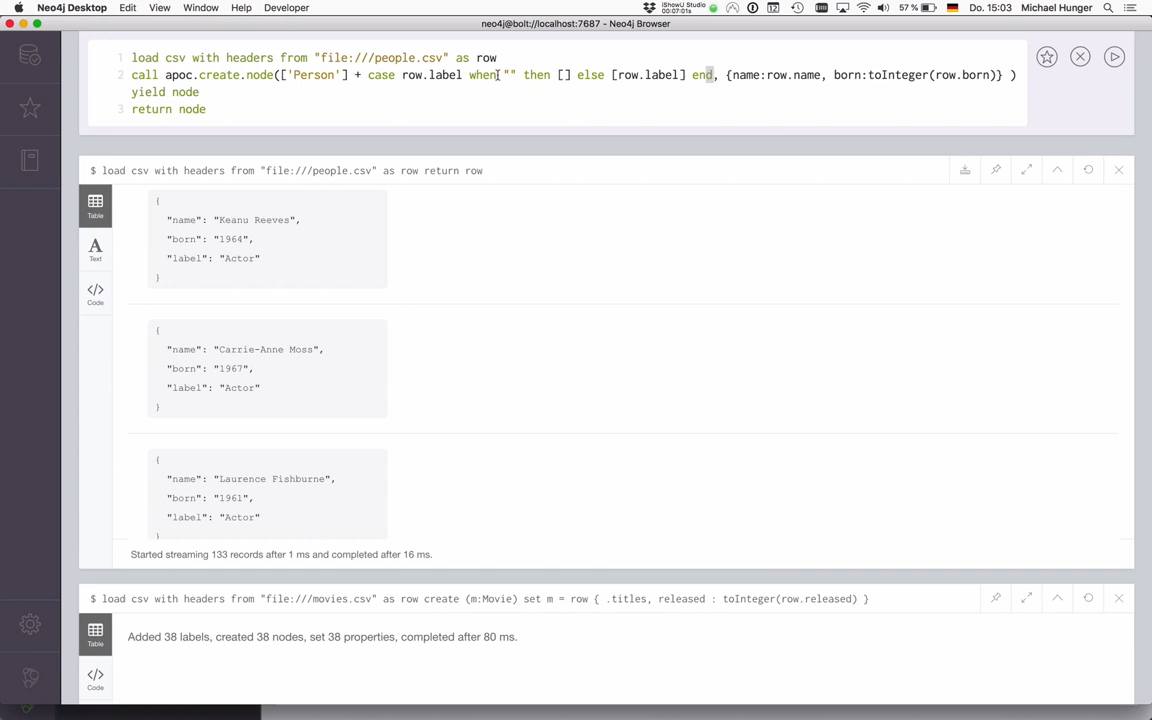 Neo4j Desktop Edit View Window Help Developer 00:07:01s 12 57 % Do. 15:03 Michael Hunger
neo4j@bolt://localhost:7687 - Neo4j Browser
1 load csv with headers from "file:///people.csv" as row
2 call apoc.create.node(['Person'] + case row.label when "" then [] else [row.label] end, {name:row.name, born:toInteger(row.born)} )
yield node
3 return node
$ load csv with headers from "file:///people.csv" as row return row
Table
A
Text
Code
{
"name": "Keanu Reeves",
"born": "1964",
"label": "Actor"
}
{
"name": "Carrie-Anne Moss",
"born": "1967",
"label": "Actor"
}
{
"name": "Laurence Fishburne",
"born": "1961",
"label": "Actor"
}
Started streaming 133 records after 1 ms and completed after 16 ms.
$ load csv with headers from "file:///movies.csv" as row create (m:Movie) set m = row { .titles, released : toInteger(row.released) }
Table
Code
Added 38 labels, created 38 nodes, set 38 properties, completed after 80 ms.